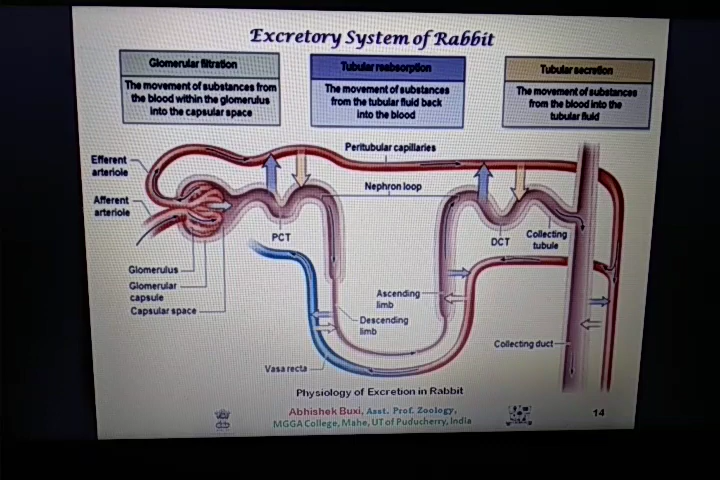 Excretory System of Rabbit
Glomerular filtration
The movement of substances from
the blood within the glomerulus
into the capsular space
Tubular reabsorption
The movement of substances
from the tubular fluid back
into the blood
Tubular secretion
The movement of substances
from the blood into the
tubular fluid
Peritubular capillaries
Efferent
arteriole
Nephron loop
Afferent
arteriole
PCT
DCT
Collecting
tubule
Glomerulus
Glomerular
capsule
Capsular space
Ascending
limb
Descending
limb
Collecting duct
Vasa recta
Physiology of Excretion in Rabbit
Abhishek Buxi, Asst. Prof. Zoology,
MGGA College, Mahe, UT of Puducherry, India
14